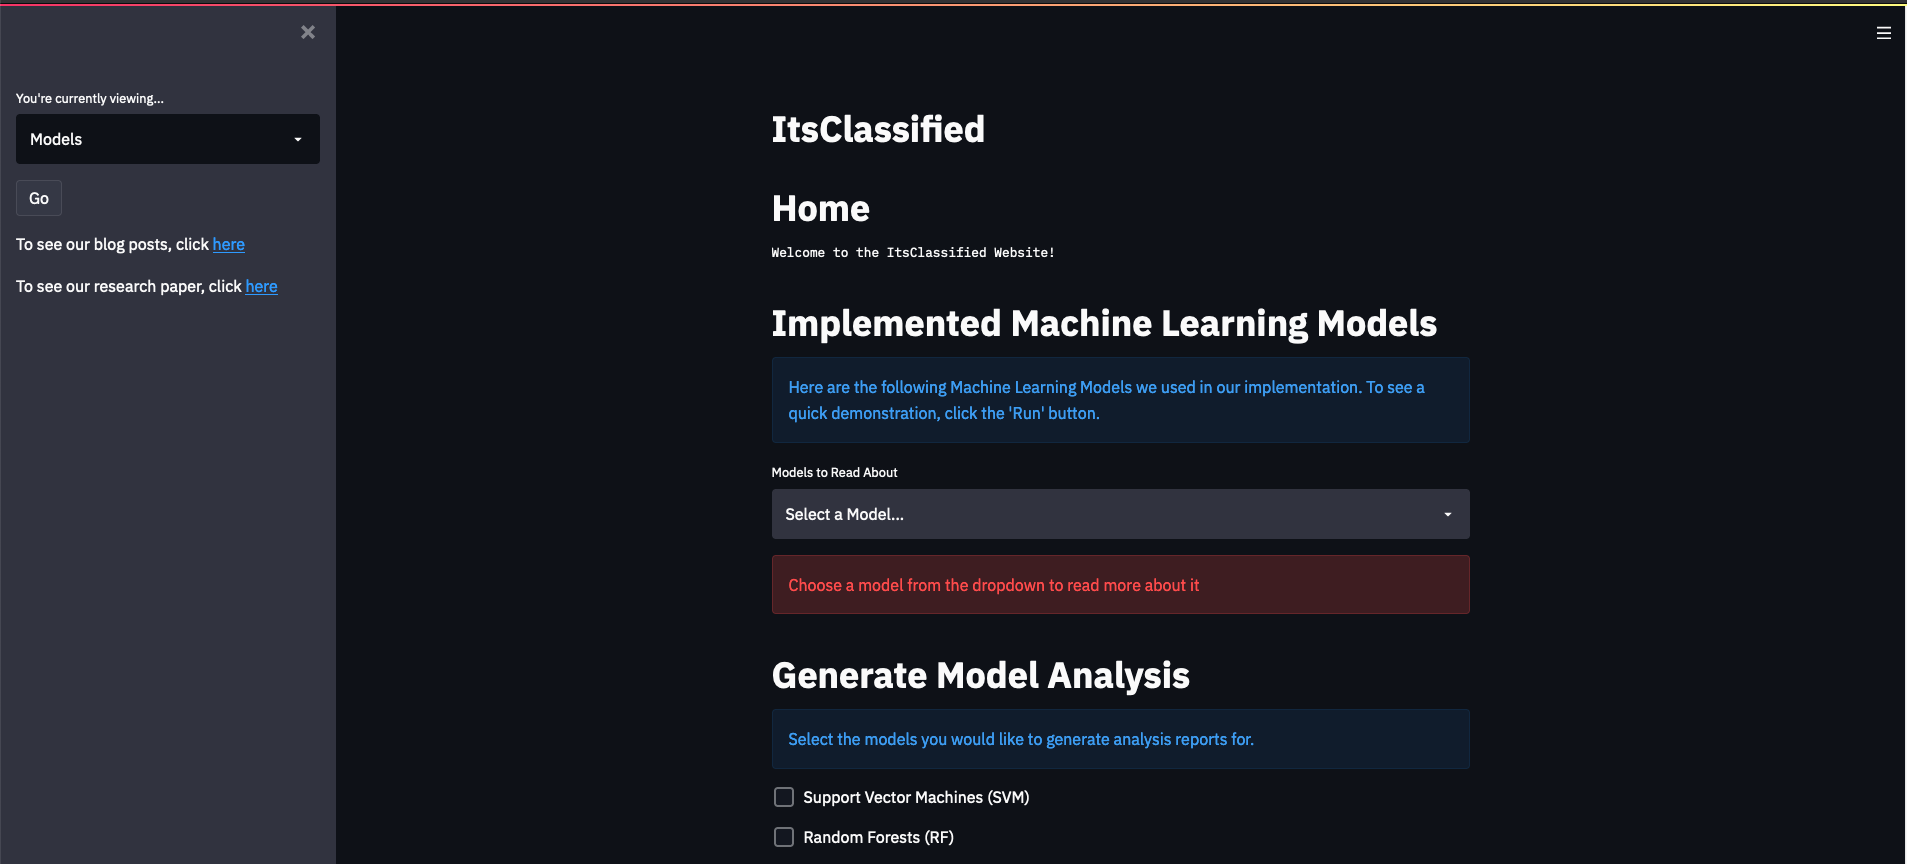 You're currently viewing...
Models
Go
To see our blog posts, click here
To see our research paper, click here
ItsClassified
Home
Welcome to the ItsClassified Website!
Implemented Machine Learning Models
Here are the following Machine Learning Models we used in our implementation. To see a
quick demonstration, click the 'Run' button.
Models to Read About
Select a Model...
Choose a model from the dropdown to read more about it
Generate Model Analysis
Select the models you would like to generate analysis reports for.
Support Vector Machines (SVM)
Random Forests (RF)